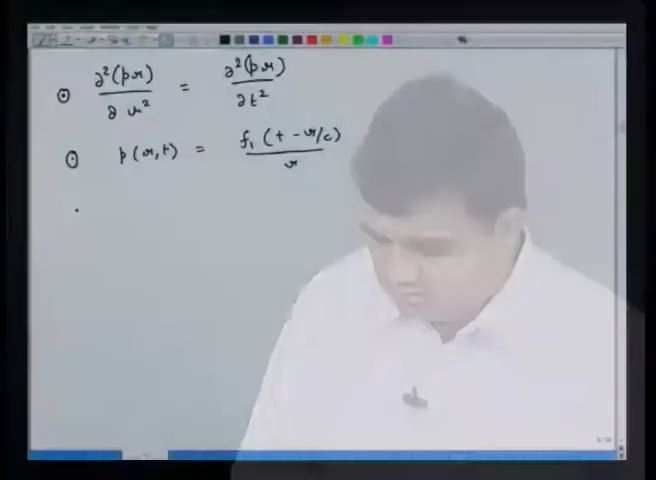 ∂²(pr)/∂r² = ∂²(pr)/∂t²
p(r,t) = f₁(t - r/c)/r